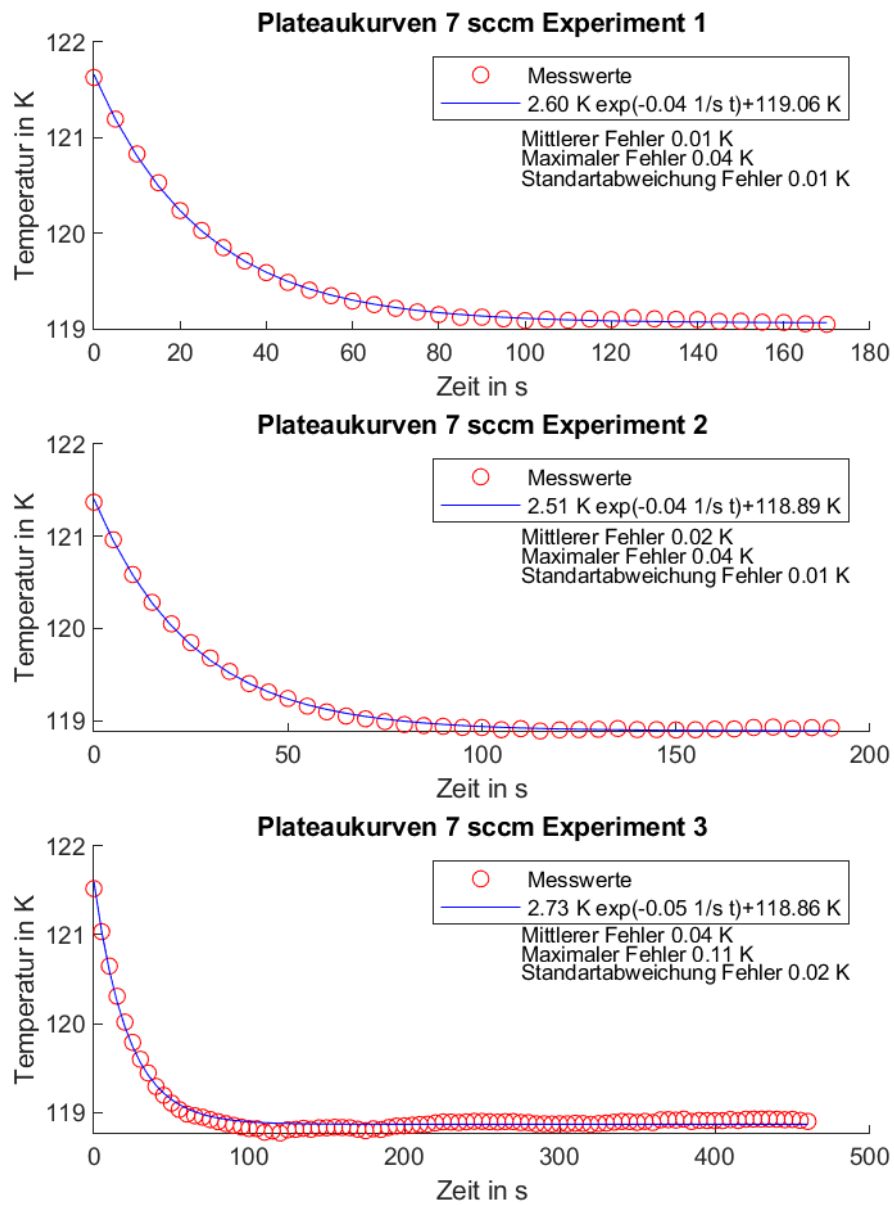 Plateaukurven 7 sccm Experiment 1
122
121
120
119
Temperatur in K
Messwerte
2.60 K exp(-0.04 1/s t)+119.06 K
Mittlerer Fehler 0.01 K
Maximaler Fehler 0.04 K
Standartabweichung Fehler 0.01 K
0 20 40 60 80 100 120 140 160 180
Zeit in s
Plateaukurven 7 sccm Experiment 2
122
121
120
119
Temperatur in K
Messwerte
2.51 K exp(-0.04 1/s t)+118.89 K
Mittlerer Fehler 0.02 K
Maximaler Fehler 0.04 K
Standartabweichung Fehler 0.01 K
0 50 100 150 200
Zeit in s
Plateaukurven 7 sccm Experiment 3
122
121
120
119
Temperatur in K
Messwerte
2.73 K exp(-0.05 1/s t)+118.86 K
Mittlerer Fehler 0.04 K
Maximaler Fehler 0.11 K
Standartabweichung Fehler 0.02 K
0 100 200 300 400 500
Zeit in s